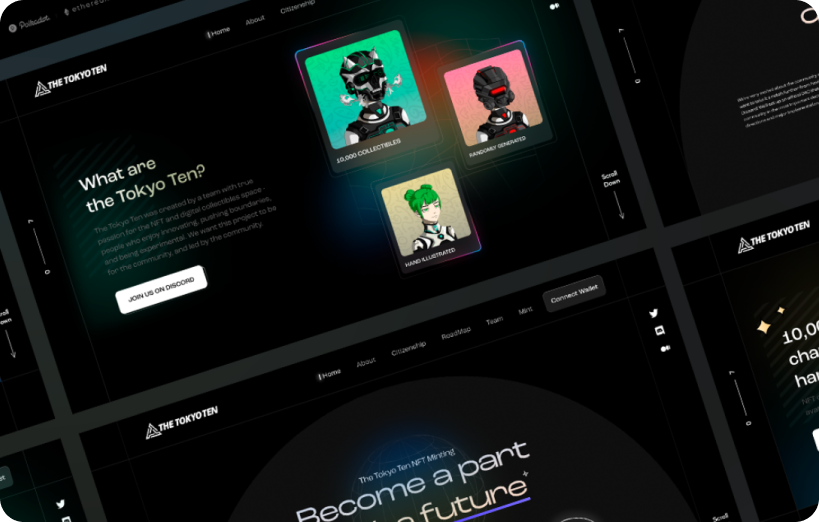 Polkadot
ethereum
Home
About
Citizenship
THE TOKYO TEN
10,000 COLLECTIBLES
RANDOMLY GENERATED
HAND ILLUSTRATED
What are
the Tokyo Ten?
The Tokyo Ten was created by a team with true
passion for the NFT and digital collectibles space -
people who enjoy innovating, pushing boundaries,
and being experimental. We want this project to be
for the community, and led by the community.
JOIN US ON DISCORD
Scroll
Down
THE TOKYO TEN
Home
About
Citizenship
RoadMap
Team
Mint
Connect Wallet
The Tokyo Ten NFT Minting
Become a part
future
THE TOKYO TEN
10,0
cha
han
Scroll